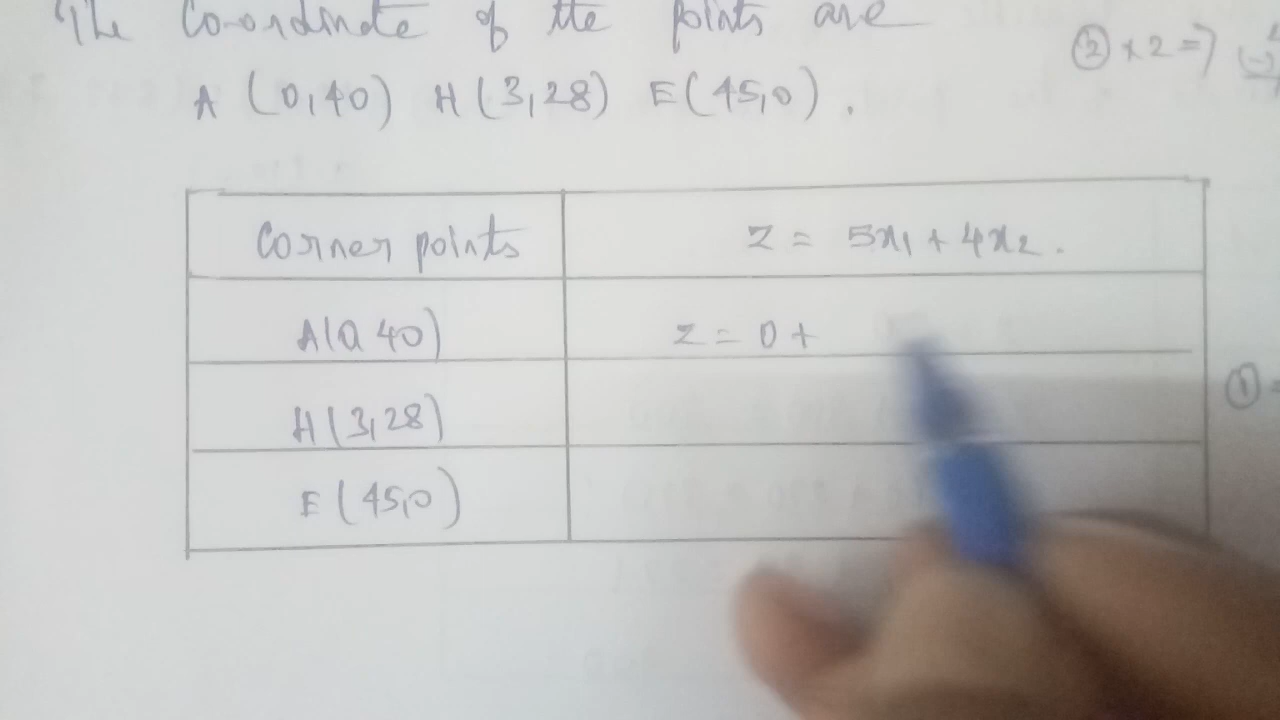 The Co-ordinate of the points are
A (0,40) H (3,28) E (45,0).
② × 2 =>
Corner points Z = 5x₁ + 4x₂.
A(0,40) Z = 0 +
①
H (3,28)
E (45,0)